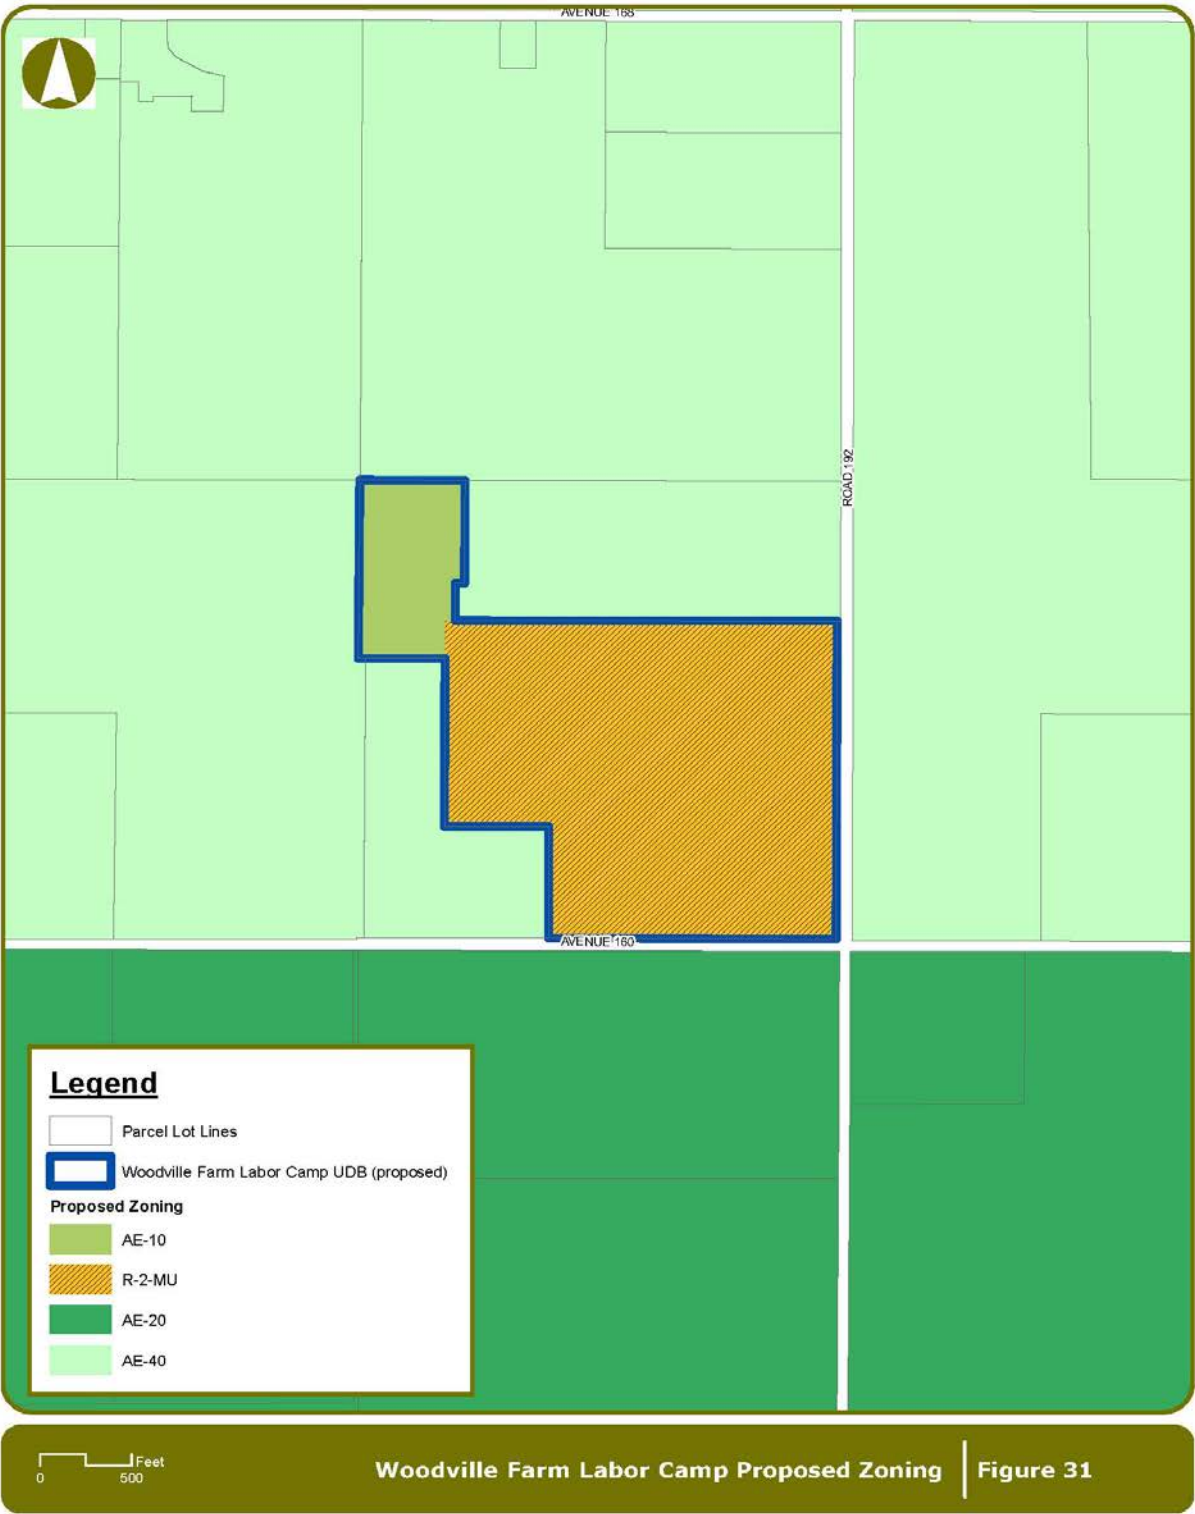 AVENUE 168
ROAD 192
AVENUE 160
Legend
Parcel Lot Lines
Woodville Farm Labor Camp UDB (proposed)
Proposed Zoning
AE-10
R-2-MU
AE-20
AE-40
Feet
0 500
Woodville Farm Labor Camp Proposed Zoning
Figure 31